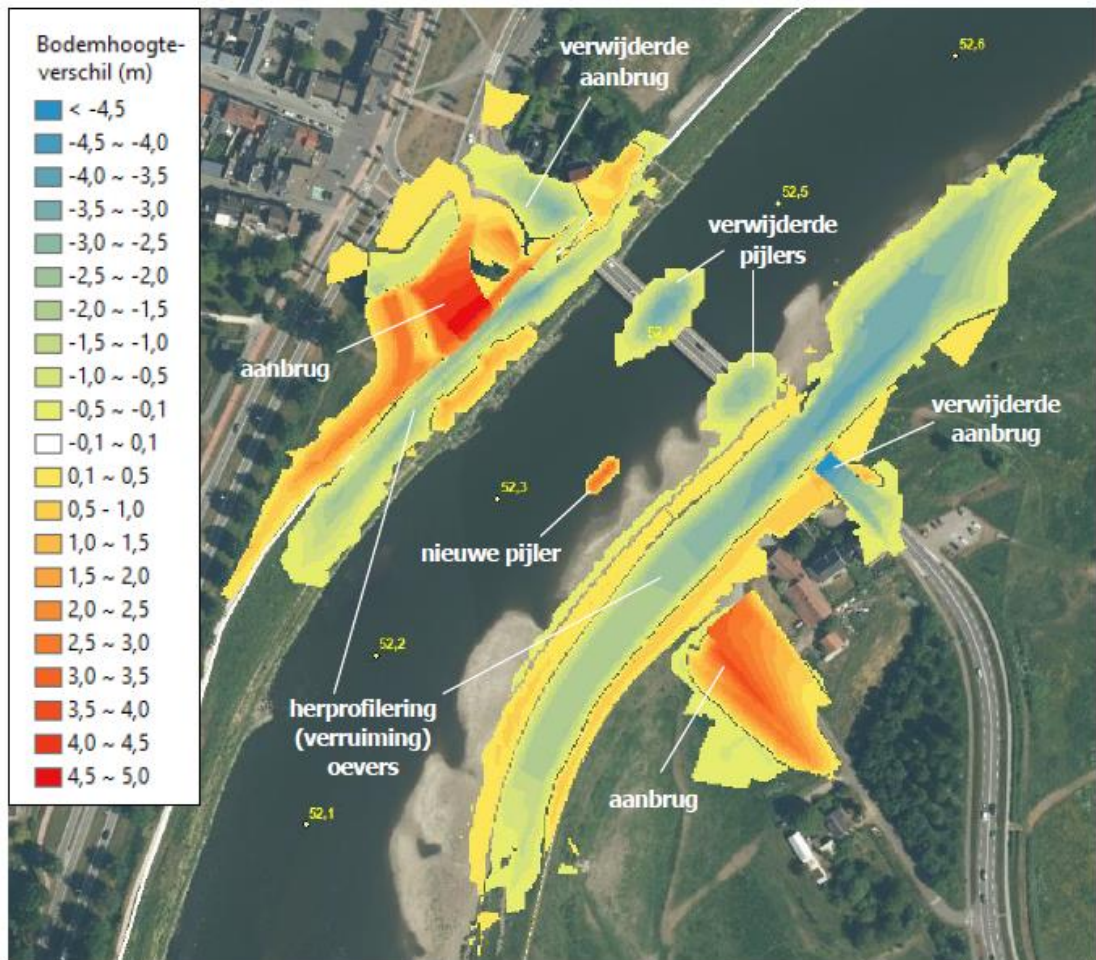 Bodemhoogte-
verschil (m)
< -4,5
-4,5 ~ -4,0
-4,0 ~ -3,5
-3,5 ~ -3,0
-3,0 ~ -2,5
-2,5 ~ -2,0
-2,0 ~ -1,5
-1,5 ~ -1,0
-1,0 ~ -0,5
-0,5 ~ -0,1
-0,1 ~ 0,1
0,1 ~ 0,5
0,5 - 1,0
1,0 ~ 1,5
1,5 ~ 2,0
2,0 ~ 2,5
2,5 ~ 3,0
3,0 ~ 3,5
3,5 ~ 4,0
4,0 ~ 4,5
4,5 ~ 5,0
verwijderde
aanbrug
52,6
52,5
verwijderde
pijlers
aanbrug
verwijderde
aanbrug
52,3
nieuwe pijler
52,2
herprofilering
(verruiming)
oevers
aanbrug
52,1